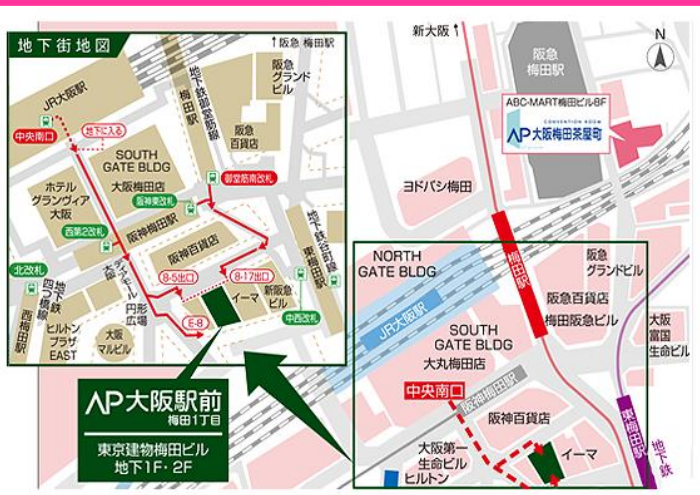 地下街地図
↑阪急 梅田駅
JR大阪駅
中央南口
地下に入る
地下鉄御堂筋線
梅田駅
阪急
グランド
ビル
阪急
百貨店
SOUTH
GATE BLDG
大阪梅田店
御堂筋南改札
阪神東改札
ホテル
グランヴィア
大阪
阪神梅田駅
西第2改札
阪神百貨店
地下鉄谷町線
東梅田駅
北2改札
地下鉄
四つ橋線
西梅田駅
ディアモール
大阪
円形
広場
8-5出口
8-17出口
イーマ
新阪急
ビル
中西改札
E-8
ヒルトン
プラザ
EAST
大阪
マルビル
AP大阪駅前
梅田1丁目
東京建物梅田ビル
地下1F・2F
新大阪↑
阪急
梅田駅
N
ABC-MART梅田ビル8F
CONVENTION ROOM
AP大阪梅田茶屋町
ヨドバシ梅田
梅田駅
NORTH
GATE BLDG
阪急
グランドビル
JR大阪駅
阪急百貨店
梅田阪急ビル
SOUTH
GATE BLDG
大丸梅田店
大阪
富国
生命ビル
中央南口
阪神梅田駅
阪神百貨店
東梅田駅
地下鉄
大阪第一
生命ビル
ヒルトン
イーマ